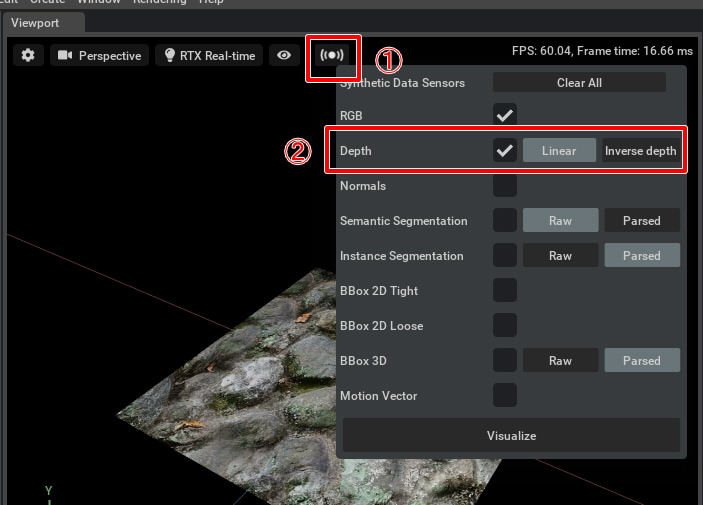 Edit Create Window Rendering Help
Viewport
Perspective RTX Real-time ① FPS: 60.04, Frame time: 16.66 ms
Synthetic Data Sensors Clear All
RGB
② Depth Linear Inverse depth
Normals
Semantic Segmentation Raw Parsed
Instance Segmentation Raw Parsed
BBox 2D Tight
BBox 2D Loose
BBox 3D Raw Parsed
Motion Vector
Visualize
Y